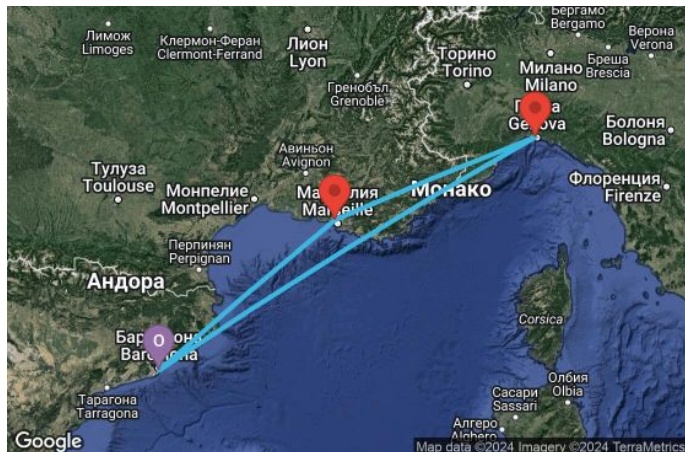 Лимож
Limoges
Клермон-Феран
Clermont-Ferrand
Лион
Lyon
Гренобъл
Grenoble
Торино
Torino
Бергамо
Bergamo
Милано
Milano
Бреша
Brescia
Верона
Verona
Genova
Болоня
Bologna
Флоренция
Firenze
Тулуза
Toulouse
Монпелие
Montpellier
Авиньон
Avignon
Marseille
Монако
Перпинян
Perpignan
Андора
O
Тарагона
Tarragona
Corsica
Сасари
Sassari
Олбия
Olbia
Алгеро
Alghero
Google
Map data ©2024 Imagery ©2024 TerraMetrics